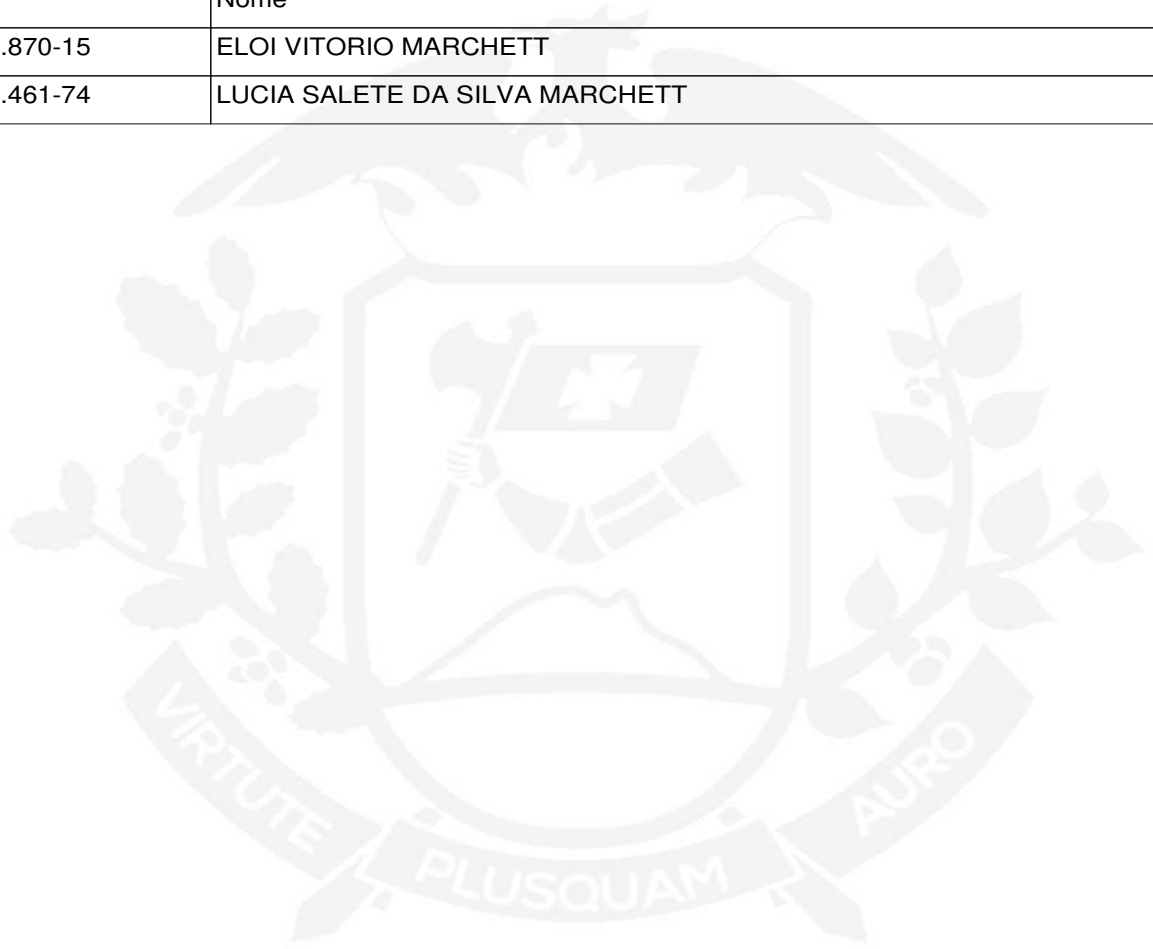 Nome
.870-15 ELOI VITORIO MARCHETT
.461-74 LUCIA SALETE DA SILVA MARCHETT
VIRTUTE PLUSQUAM AURO